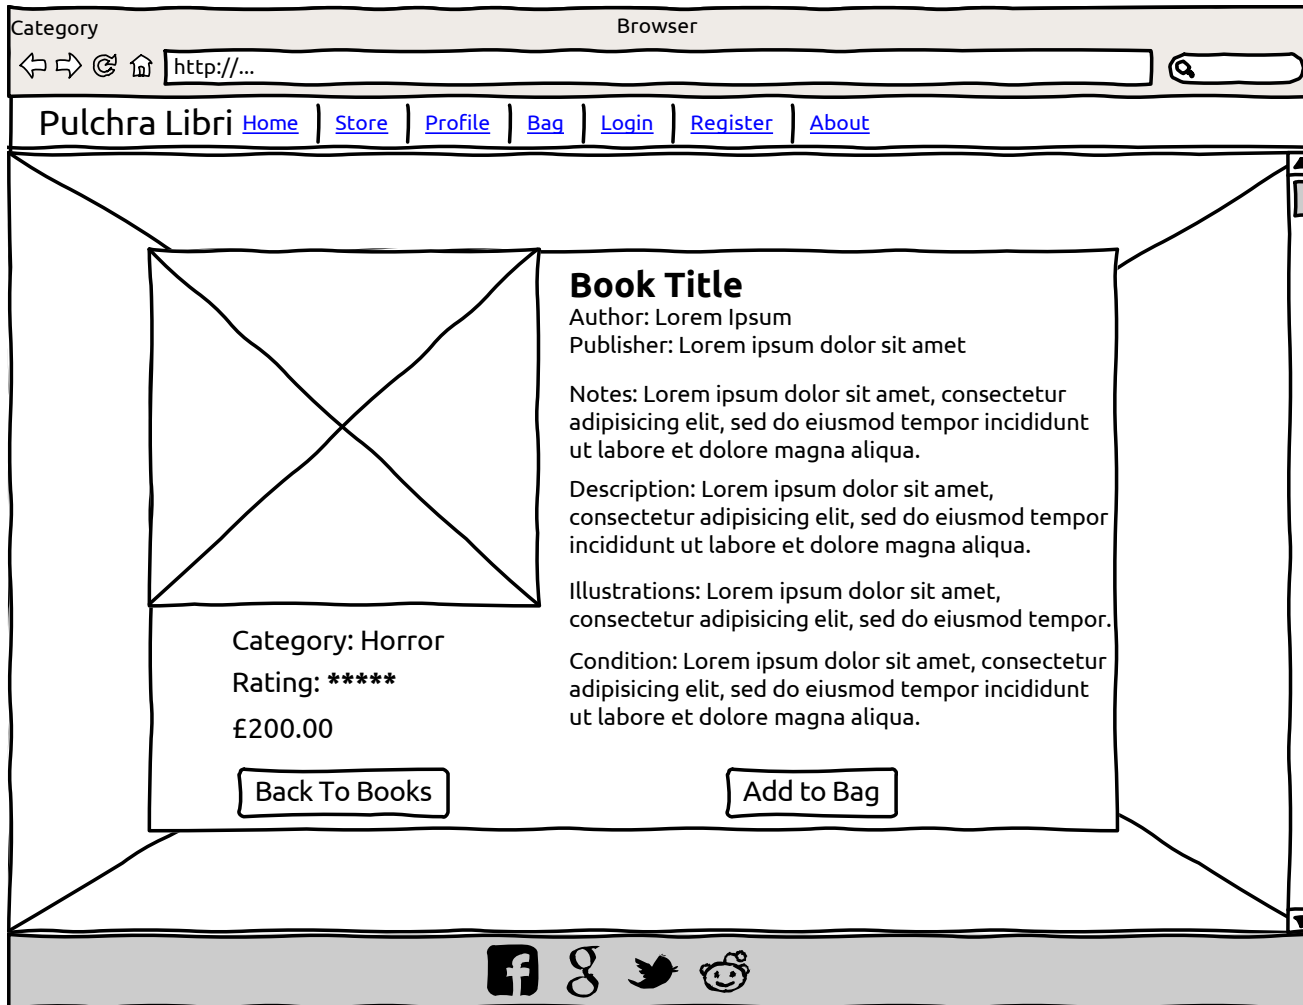 Category
Browser
http://...
Pulchra Libri Home Store Profile Bag Login Register About
Book Title
Author: Lorem Ipsum
Publisher: Lorem ipsum dolor sit amet
Notes: Lorem ipsum dolor sit amet, consectetur
adipisicing elit, sed do eiusmod tempor incididunt
ut labore et dolore magna aliqua.
Description: Lorem ipsum dolor sit amet,
consectetur adipisicing elit, sed do eiusmod tempor
incididunt ut labore et dolore magna aliqua.
Illustrations: Lorem ipsum dolor sit amet,
consectetur adipisicing elit, sed do eiusmod tempor.
Condition: Lorem ipsum dolor sit amet, consectetur
adipisicing elit, sed do eiusmod tempor incididunt
ut labore et dolore magna aliqua.
Category: Horror
Rating: *****
£200.00
Back To Books
Add to Bag